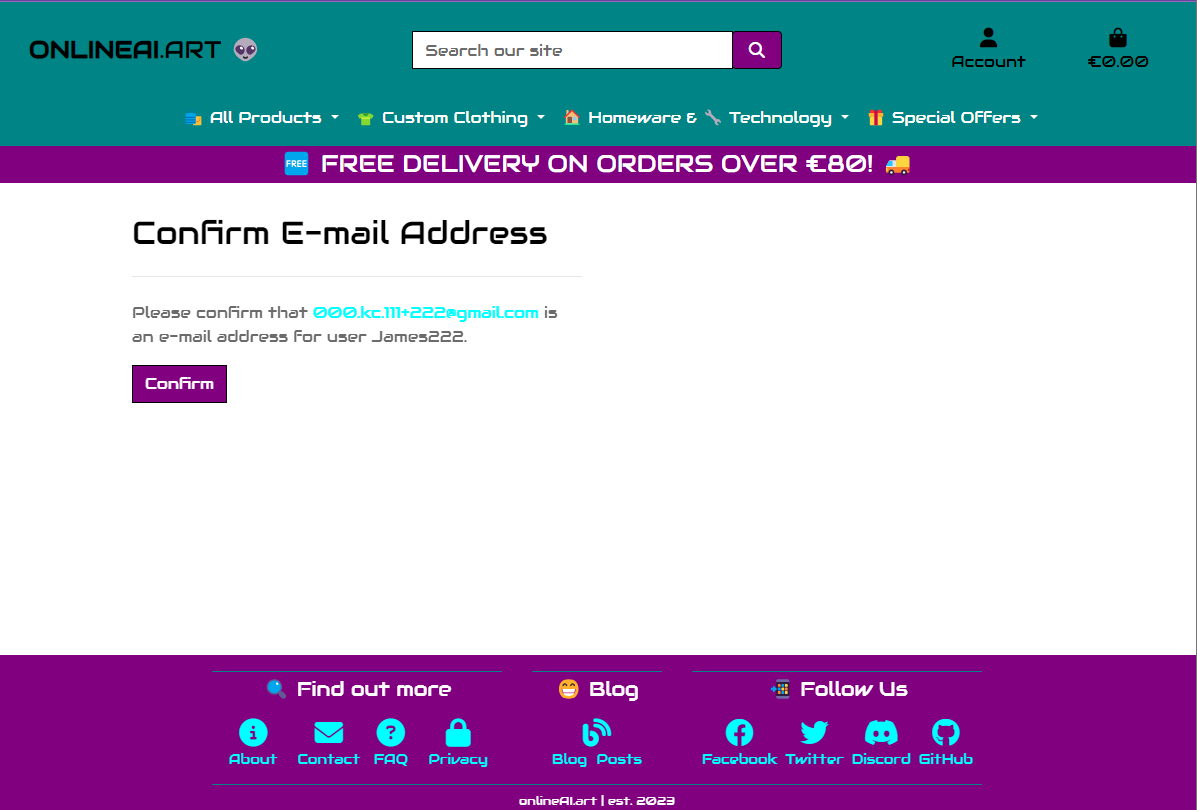 ONLINEAI.ART
Search our site
Account
€0.00
All Products
Custom Clothing
Homeware & Technology
Special Offers
FREE FREE DELIVERY ON ORDERS OVER €80!
Confirm E-mail Address
Please confirm that 000.kc.111+222@gmail.com is
an e-mail address for user James222.
Confirm
Find out more
About
Contact
FAQ
Privacy
Blog
Blog Posts
Follow Us
Facebook
Twitter
Discord
GitHub
onlineAI.art | est. 2023